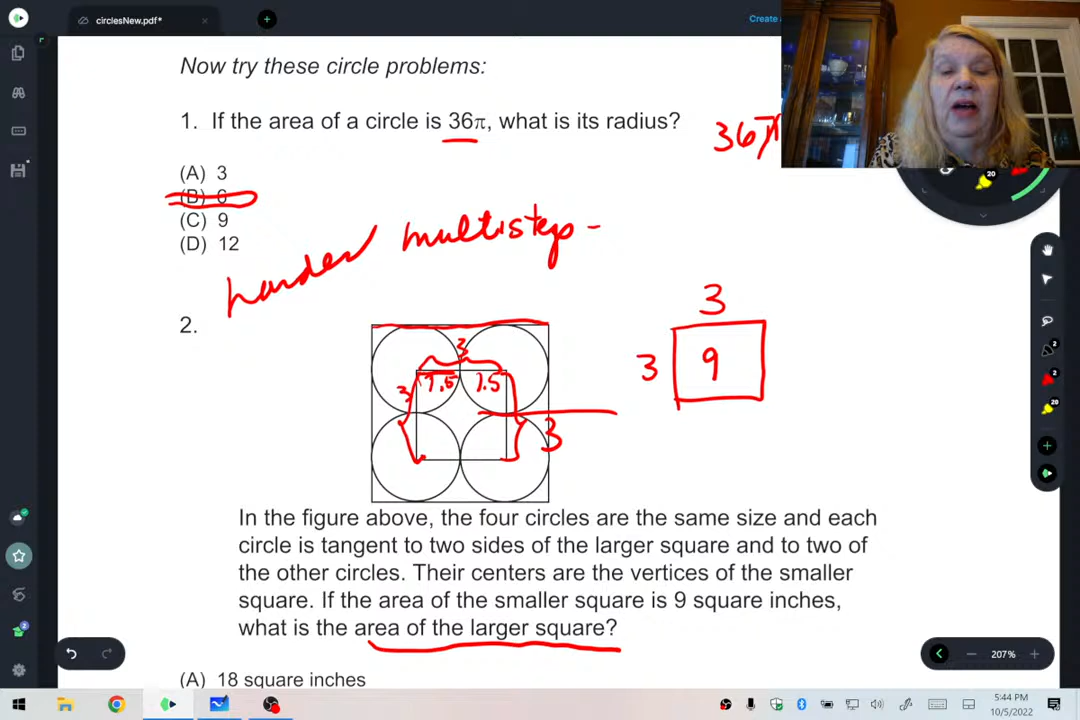 circlesNew.pdf*
Create
Now try these circle problems:
1. If the area of a circle is 36π, what is its radius?
36π
(A) 3
(B) 6
(C) 9
(D) 12
harder multistep -
2.
3
3
1.5 1.5
3
3
3
9
In the figure above, the four circles are the same size and each
circle is tangent to two sides of the larger square and to two of
the other circles. Their centers are the vertices of the smaller
square. If the area of the smaller square is 9 square inches,
what is the area of the larger square?
(A) 18 square inches
20
2
2
20
207%
2
5:44 PM
10/5/2022